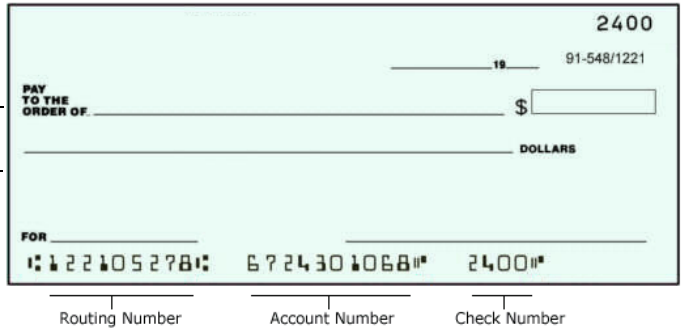 2400
19 91-548/1221
PAY
TO THE
ORDER OF $
DOLLARS
FOR
⑆122105278⑆ 6724301068⑈ 2400⑈
Routing Number Account Number Check Number